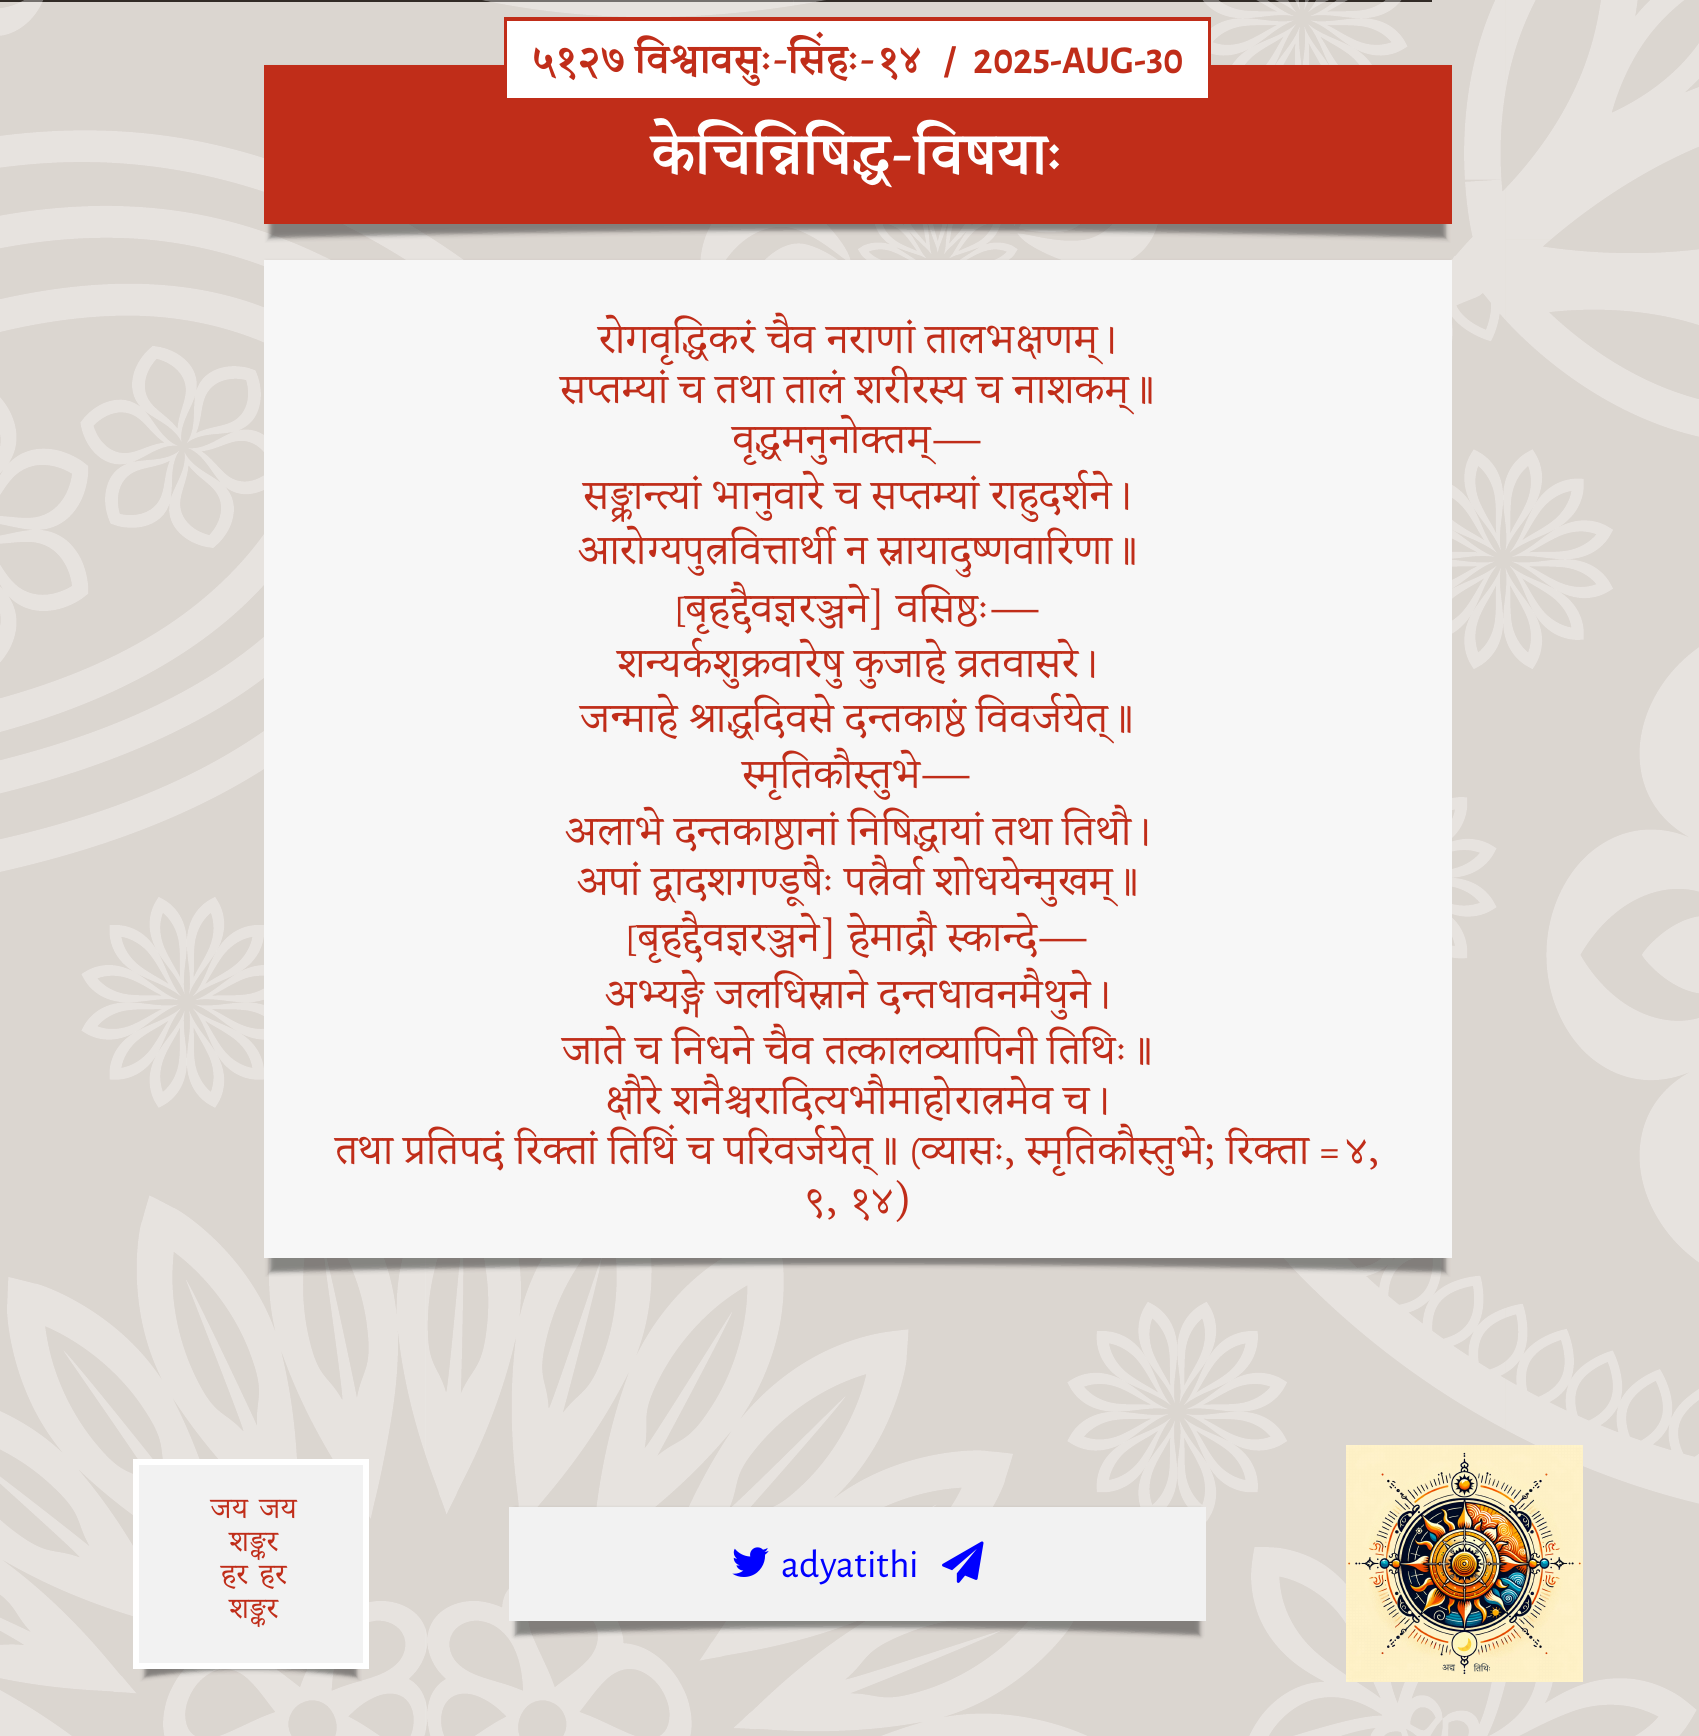 ५१२७ विश्वावसुः-सिंहः-१४ / 2025-AUG-30
केचिन्निषिद्ध-विषयाः
रोगवृद्धिकरं चैव नराणां तालभक्षणम्।
सप्तम्यां च तथा तालं शरीरस्य च नाशकम्॥
वृद्धमनुनोक्तम्—
सङ्क्रान्त्यां भानुवारे च सप्तम्यां राहुदर्शने।
आरोग्यपुत्रवित्तार्थी न स्नायादुष्णवारिणा॥
[बृहद्दैवज्ञरञ्जने] वसिष्ठः—
शन्यर्कशुक्रवारेषु कुजाहे व्रतवासरे।
जन्माहे श्राद्धदिवसे दन्तकाष्ठं विवर्जयेत्॥
स्मृतिकौस्तुभे—
अलाभे दन्तकाष्ठानां निषिद्धायां तथा तिथौ।
अपां द्वादशगण्डूषैः पत्रैर्वा शोधयेन्मुखम्॥
[बृहद्दैवज्ञरञ्जने] हेमाद्रौ स्कान्दे—
अभ्यङ्गे जलधिस्नाने दन्तधावनमैथुने।
जाते च निधने चैव तत्कालव्यापिनी तिथिः॥
क्षौरे शनैश्चरादित्यभौमाहोरात्रमेव च।
तथा प्रतिपदं रिक्तां तिथिं च परिवर्जयेत्॥ (व्यासः, स्मृतिकौस्तुभे; रिक्ता = ४,
९, १४)
जय जय
शङ्कर
हर हर
शङ्कर
adyatithi
अद्य तिथिः